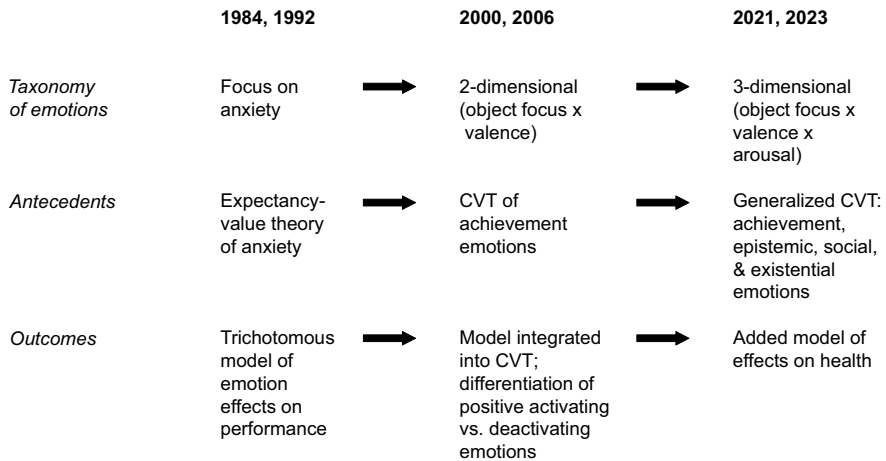 1984, 1992
2000, 2006
2021, 2023
Taxonomy
of emotions
Focus on
anxiety
2-dimensional
(object focus x
valence)
3-dimensional
(object focus x
valence x
arousal)
Antecedents
Expectancy-
value theory
of anxiety
CVT of
achievement
emotions
Generalized CVT:
achievement,
epistemic, social,
& existential
emotions
Outcomes
Trichotomous
model of
emotion
effects on
performance
Model integrated
into CVT;
differentiation of
positive activating
vs. deactivating
emotions
Added model of
effects on health